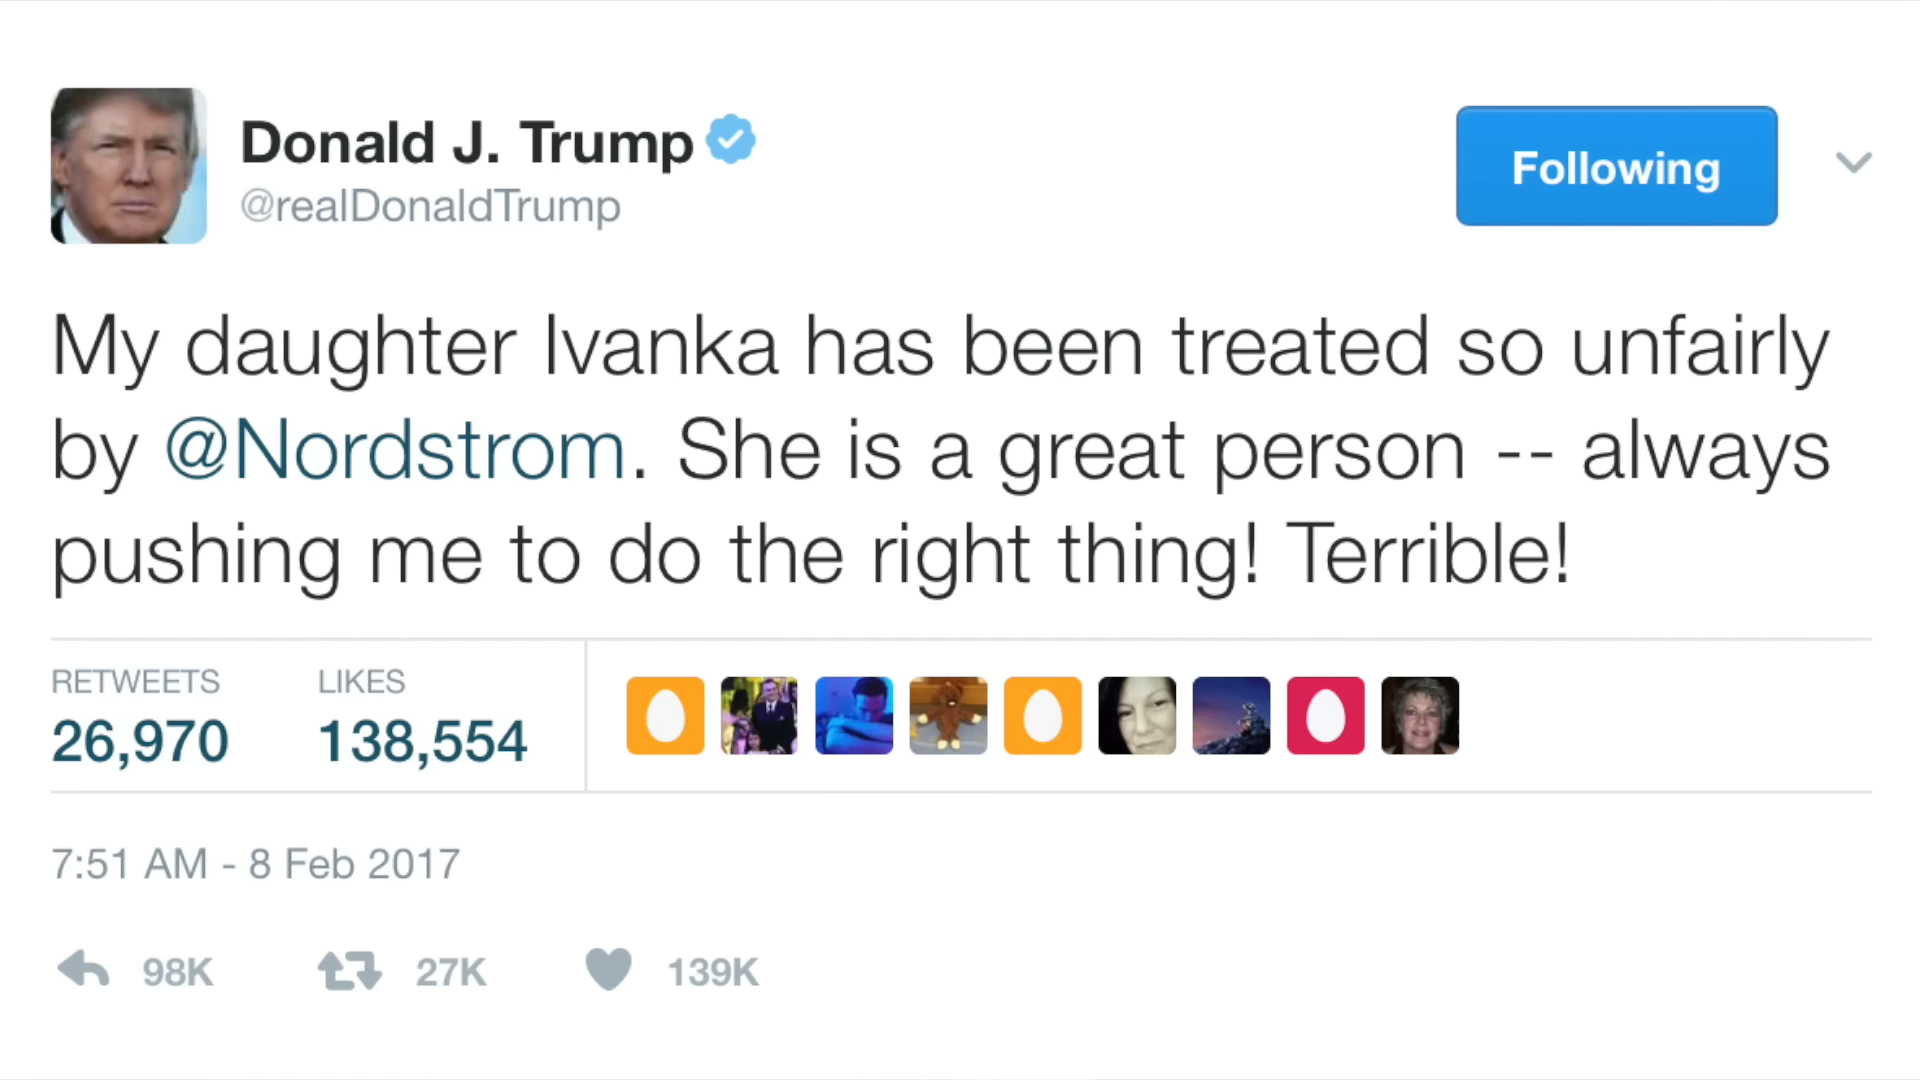 Donald J. Trump
@realDonaldTrump
Following
My daughter Ivanka has been treated so unfairly
by @Nordstrom. She is a great person -- always
pushing me to do the right thing! Terrible!
RETWEETS LIKES
26,970 138,554
7:51 AM - 8 Feb 2017
98K 27K 139K